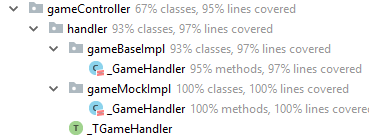 gameController 67% classes, 95% lines covered
handler 93% classes, 97% lines covered
gameBaseImpl 93% classes, 97% lines covered
_GameHandler 95% methods, 97% lines covered
gameMockImpl 100% classes, 100% lines covered
_GameHandler 100% methods, 100% lines covered
_TGameHandler